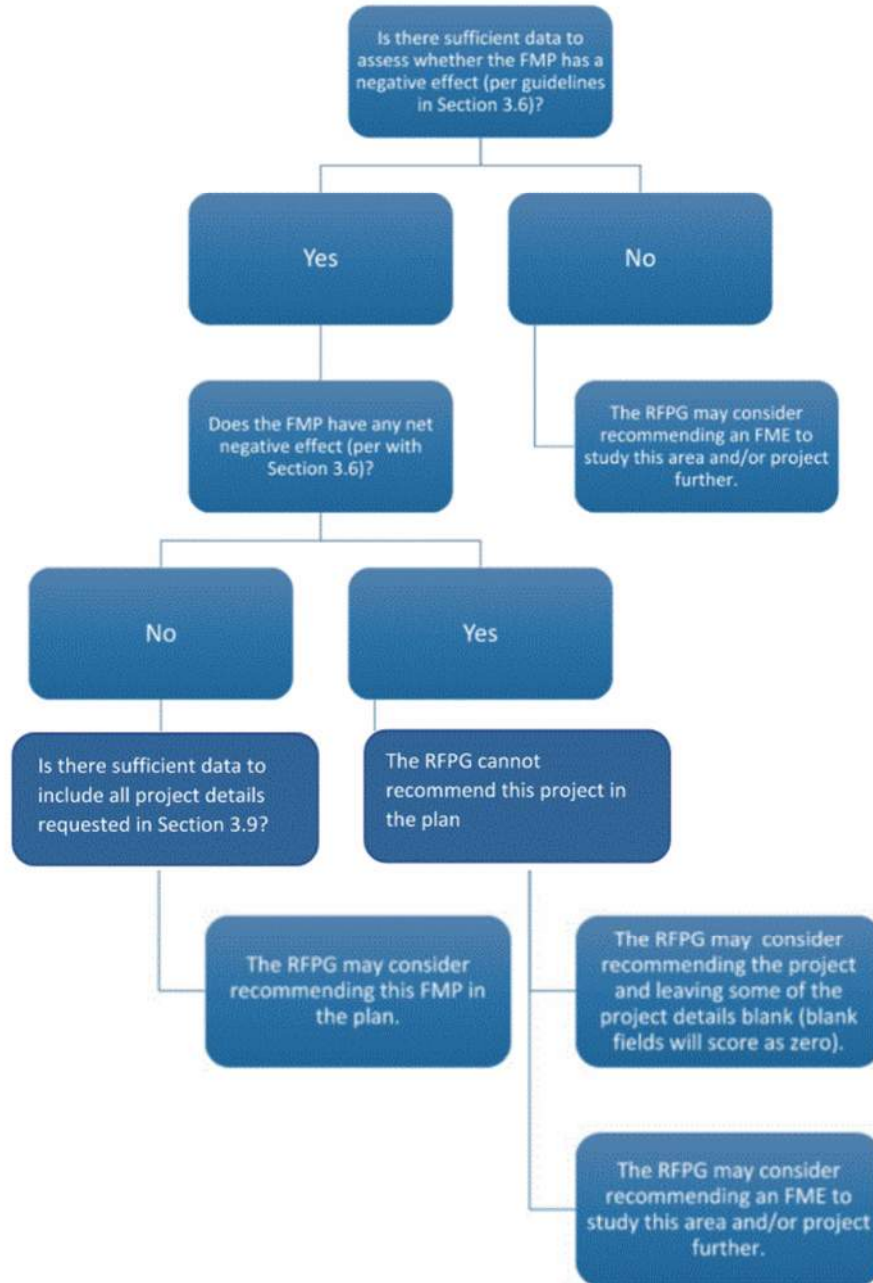 Is there sufficient data to
assess whether the FMP has a
negative effect (per guidelines
in Section 3.6)?
Yes
No
Does the FMP have any net
negative effect (per with
Section 3.6)?
The RFPG may consider
recommending an FME to
study this area and/or project
further.
No
Yes
Is there sufficient data to
include all project details
requested in Section 3.9?
The RFPG cannot
recommend this project in
the plan
The RFPG may consider
recommending this FMP in
the plan.
The RFPG may consider
recommending the project
and leaving some of the
project details blank (blank
fields will score as zero).
The RFPG may consider
recommending an FME to
study this area and/or project
further.